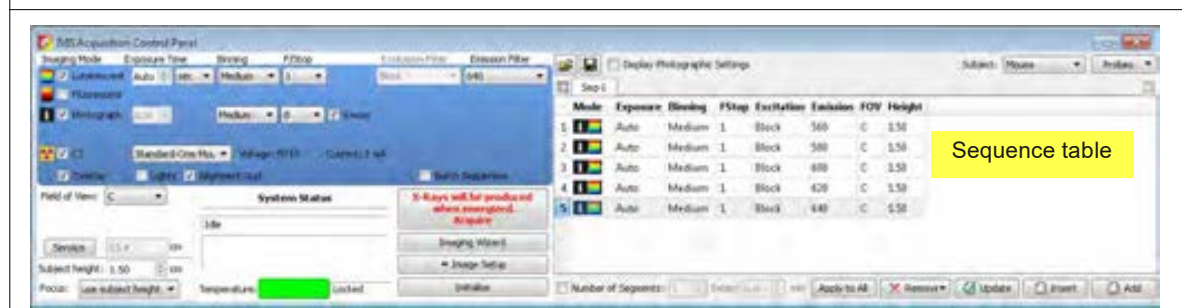 IVIS Acquisition Control Panel
Imaging Mode Exposure Time Binning F/Stop Excitation Filter Emission Filter
Luminescent Auto sec Medium 1 Block 640
Fluorescent
Photograph Medium 8
CT Standard-One Mou.
Overlay Lights Alignment Grid
Field of View: C
System Status
Idle
X-Rays will be produced
when energized.
Acquire
Service cm
Imaging Wizard
Subject height: 1.50 cm
Image Setup
Focus: use subject height
Temperature: Locked
Initialize
Display Photographic Settings
Subject: Mouse
Probes:
Seq-1
Mode Exposure Binning FStop Excitation Emission FOV Height
1 Auto Medium 1 Block 560 C 1.50
2 Auto Medium 1 Block 580 C 1.50
3 Auto Medium 1 Block 600 C 1.50
4 Auto Medium 1 Block 620 C 1.50
5 Auto Medium 1 Block 640 C 1.50
Sequence table
Number of Segments: min
Apply to All Remove Update Insert Add